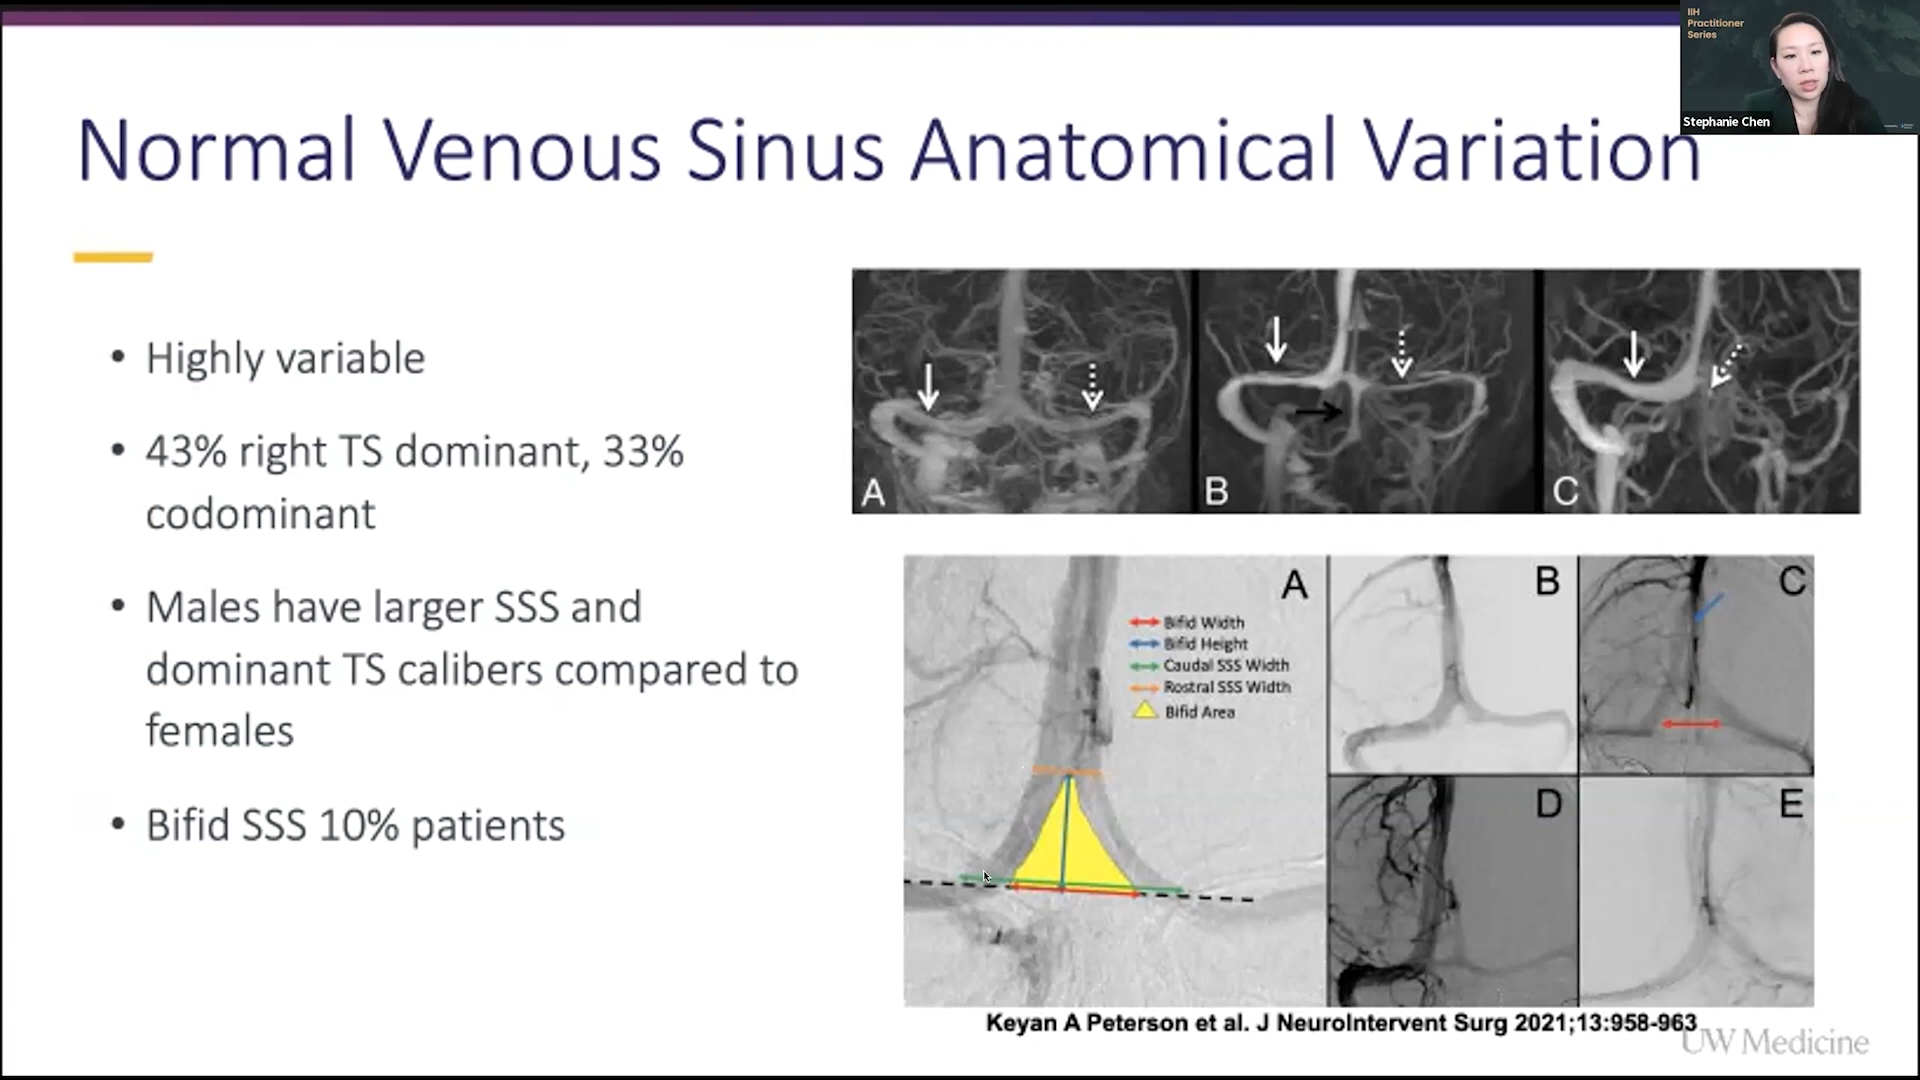 IIH
Practitioner
Series
Stephanie Chen
Normal Venous Sinus Anatomical Variation
• Highly variable
• 43% right TS dominant, 33%
codominant
• Males have larger SSS and
dominant TS calibers compared to
females
• Bifid SSS 10% patients
A
B
C
A
Bifid Width
Bifid Height
Caudal SSS Width
Rostral SSS Width
Bifid Area
B
C
D
E
Keyan A Peterson et al. J NeuroIntervent Surg 2021;13:958-963
UW Medicine